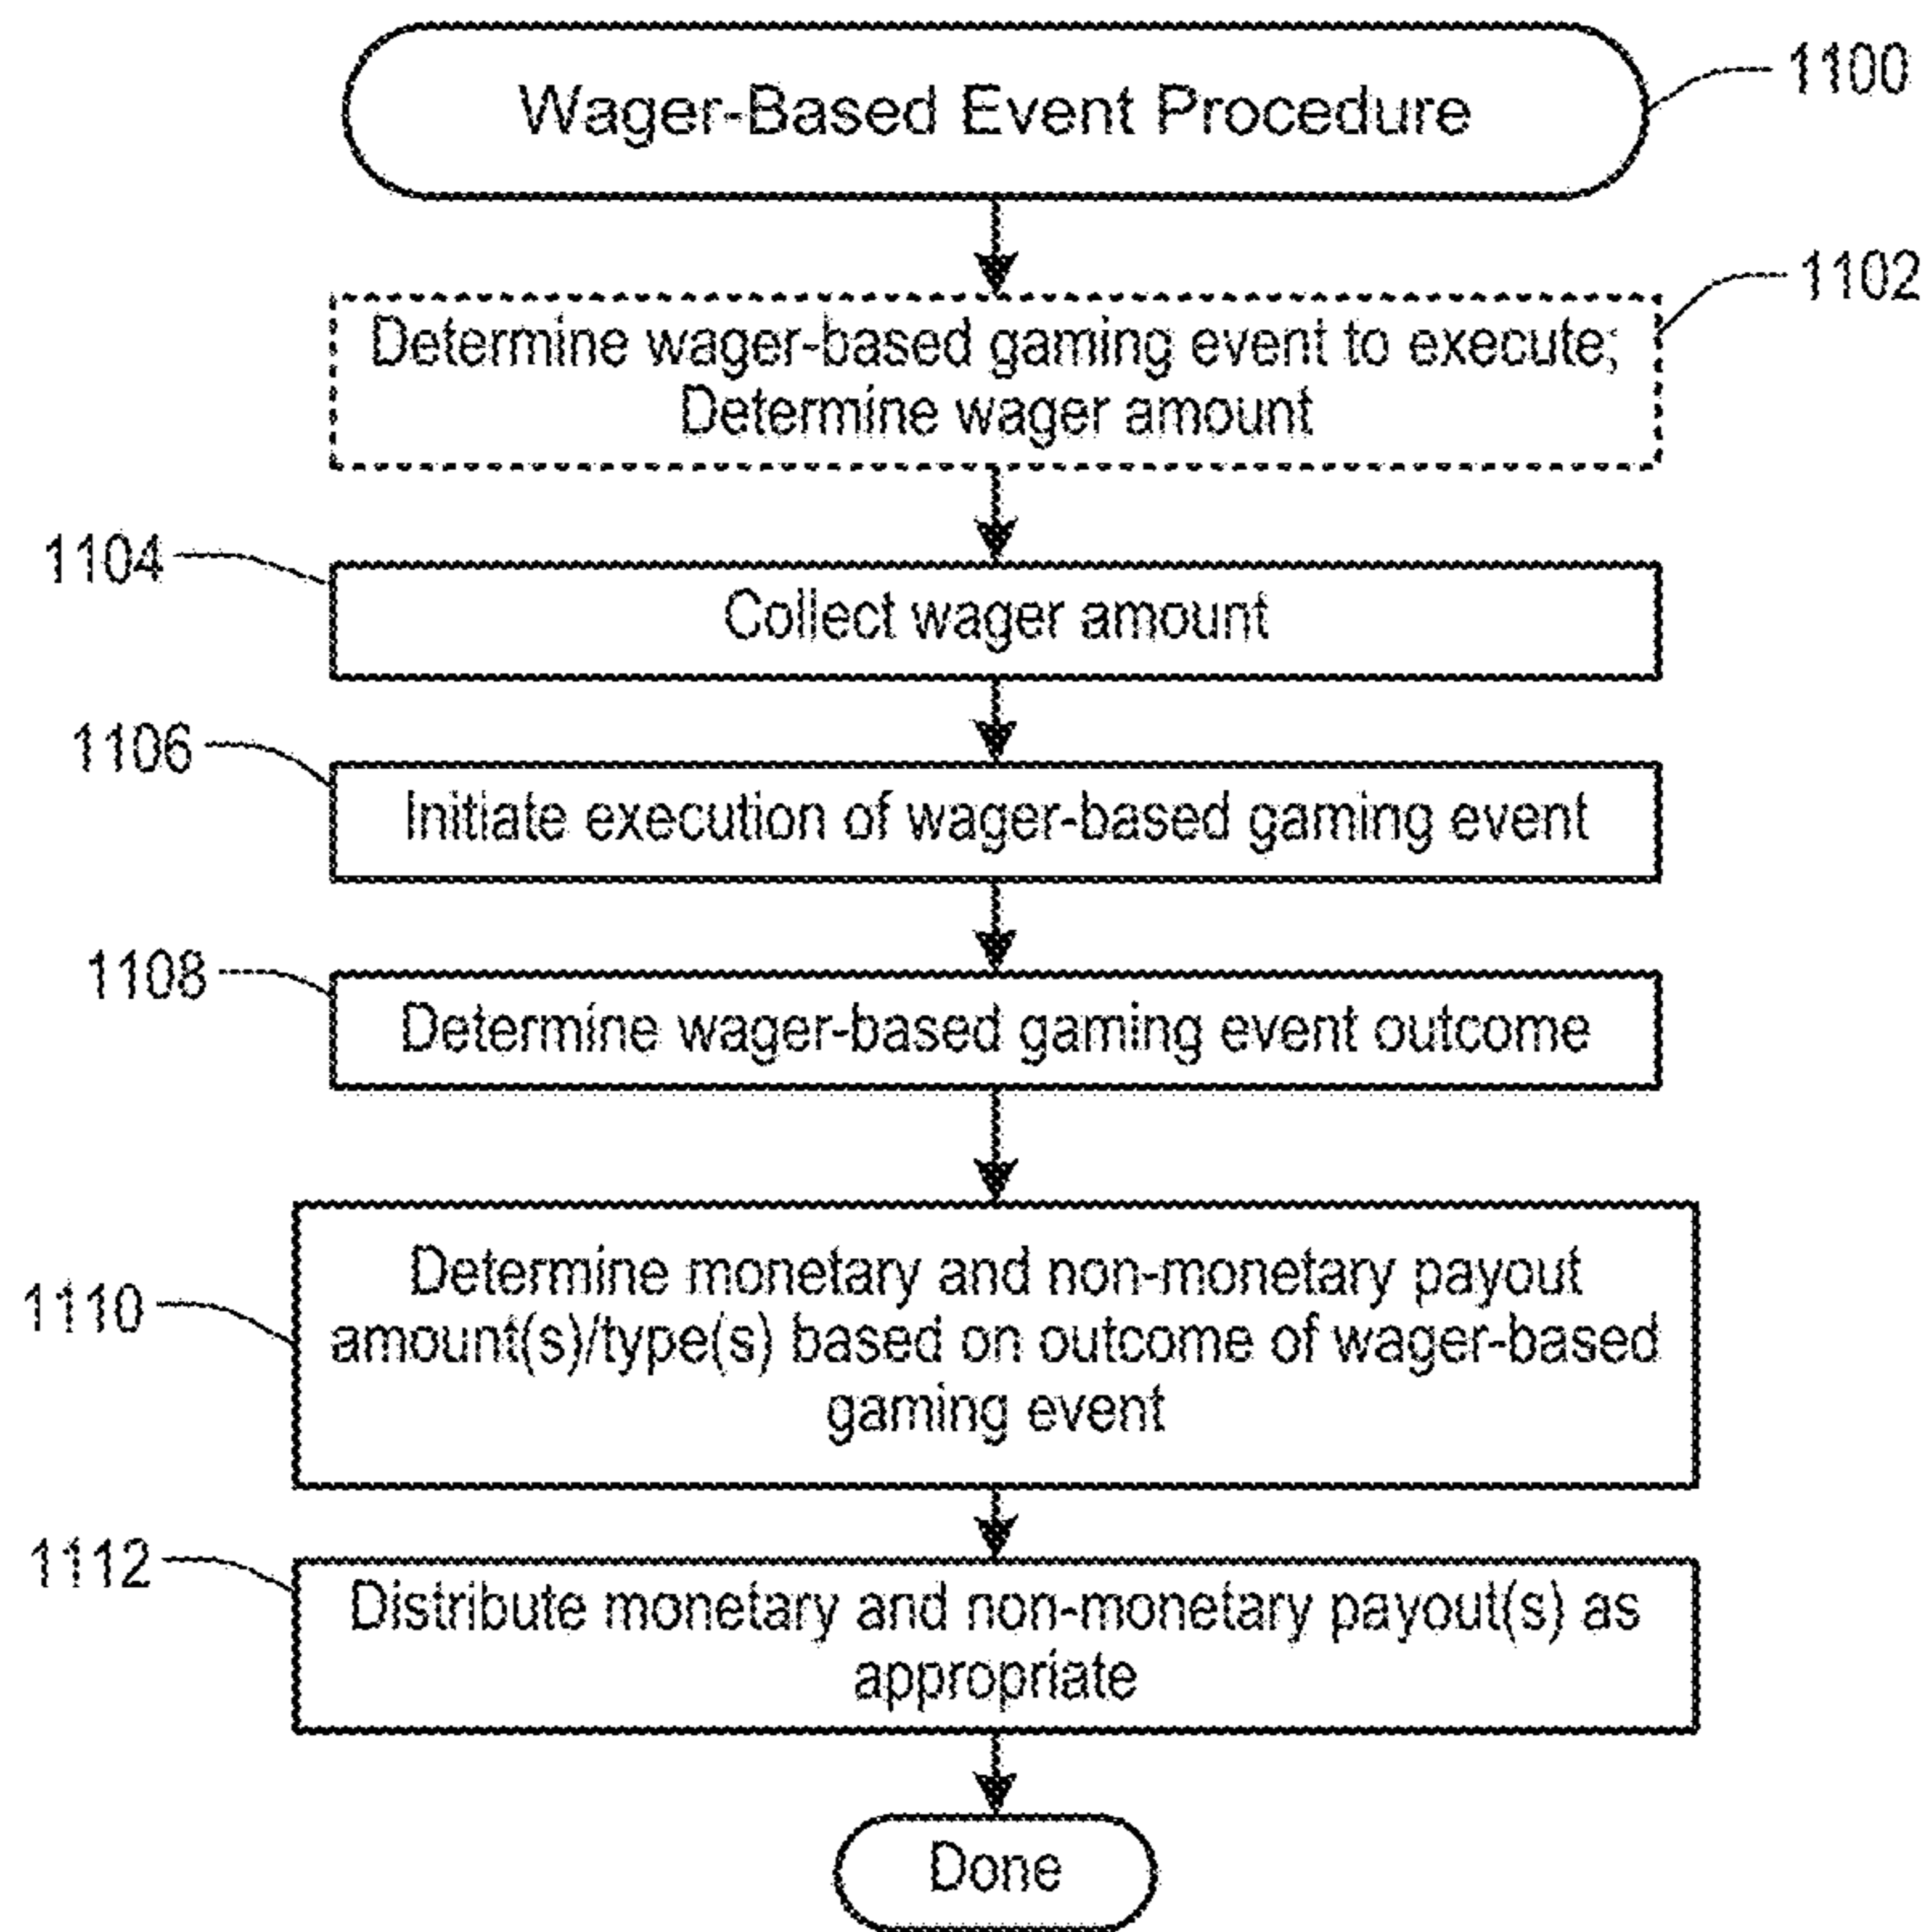 Wager-Based Event Procedure
1100
1102
Determine wager-based gaming event to execute;
Determine wager amount
1104
Collect wager amount
1106
Initiate execution of wager-based gaming event
1108
Determine wager-based gaming event outcome
1110
Determine monetary and non-monetary payout
amount(s)/type(s) based on outcome of wager-based
gaming event
1112
Distribute monetary and non-monetary payout(s) as
appropriate
Done